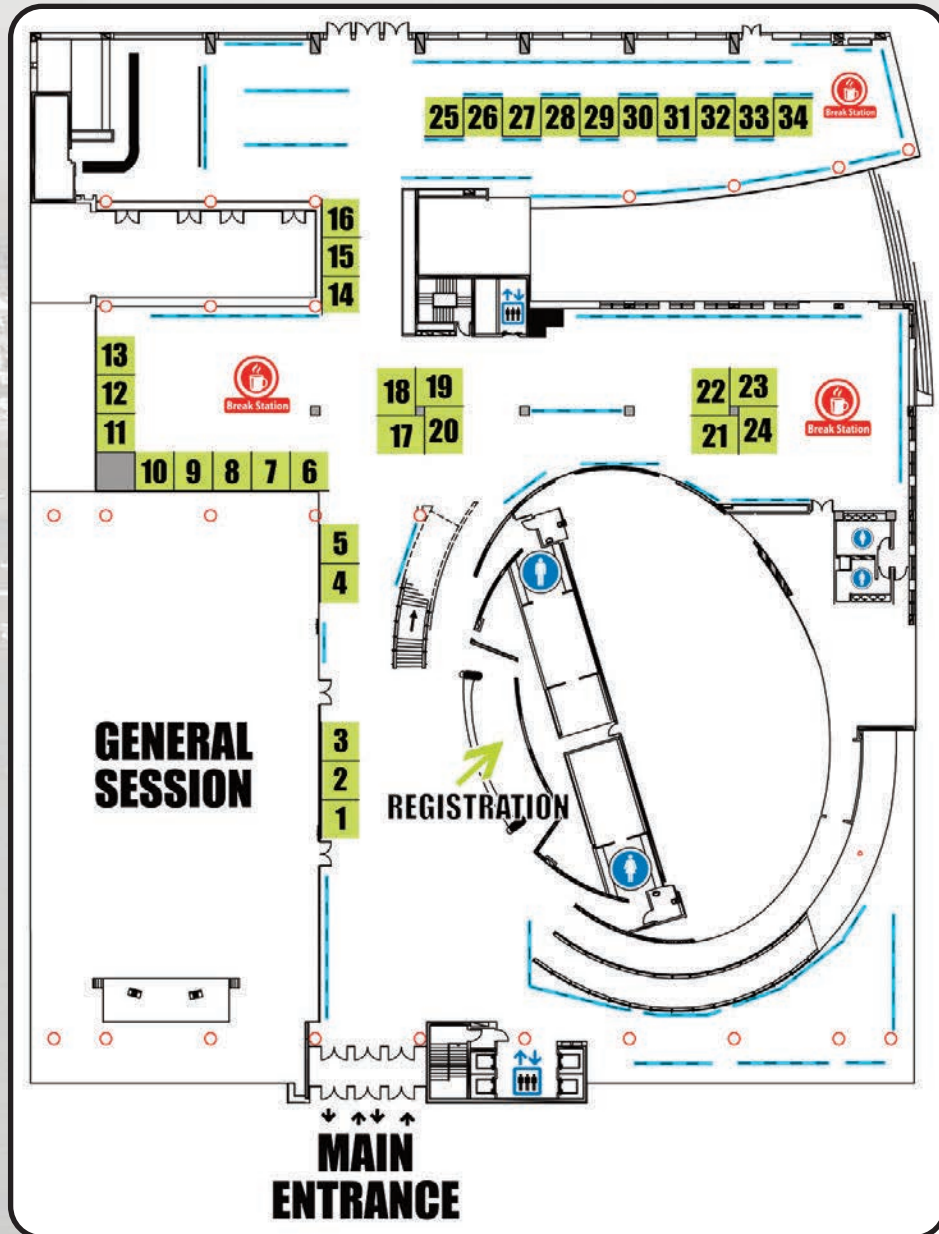 25 26 27 28 29 30 31 32 33 34
Break Station
16
15
14
13
12
11
10 9 8 7 6
Break Station
18 19
17 20
22 23
21 24
Break Station
5
4
3
2
1
GENERAL
SESSION
REGISTRATION
MAIN
ENTRANCE